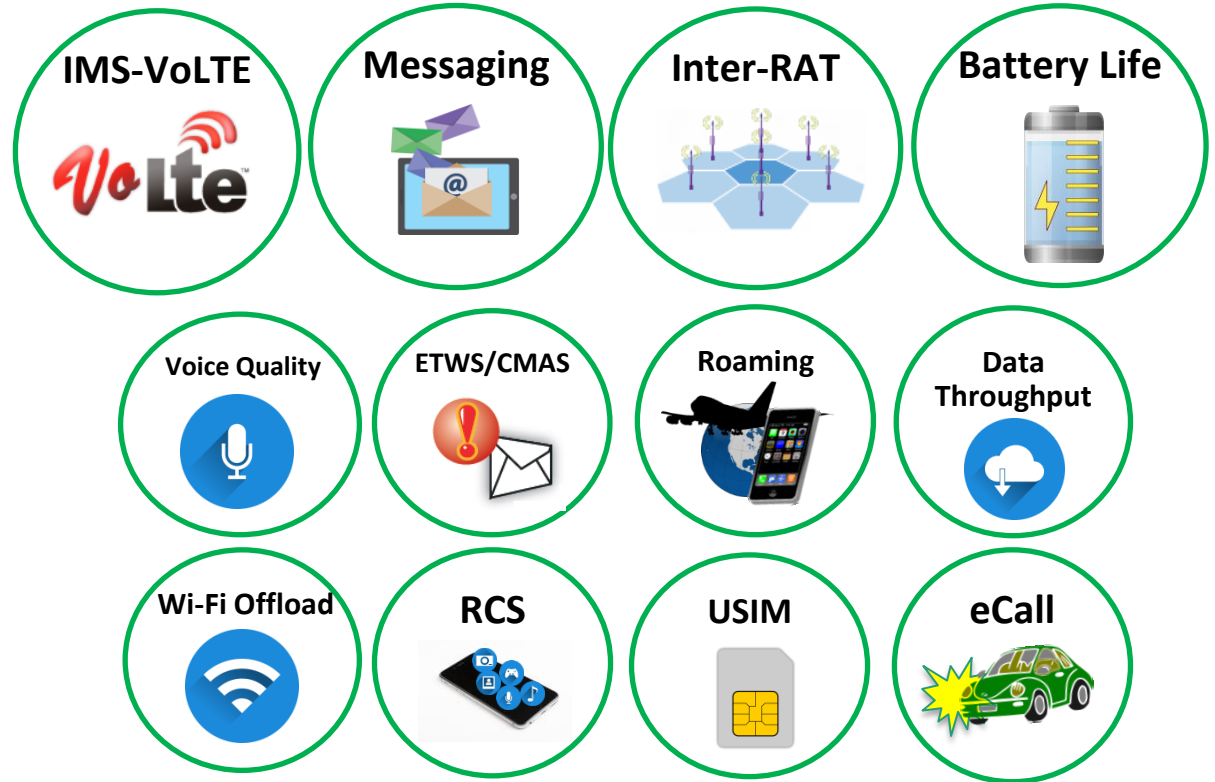 IMS-VoLTE
Messaging
Inter-RAT
Battery Life
VoLte™
@
Voice Quality
ETWS/CMAS
Roaming
Data
Throughput
Wi-Fi Offload
RCS
USIM
eCall